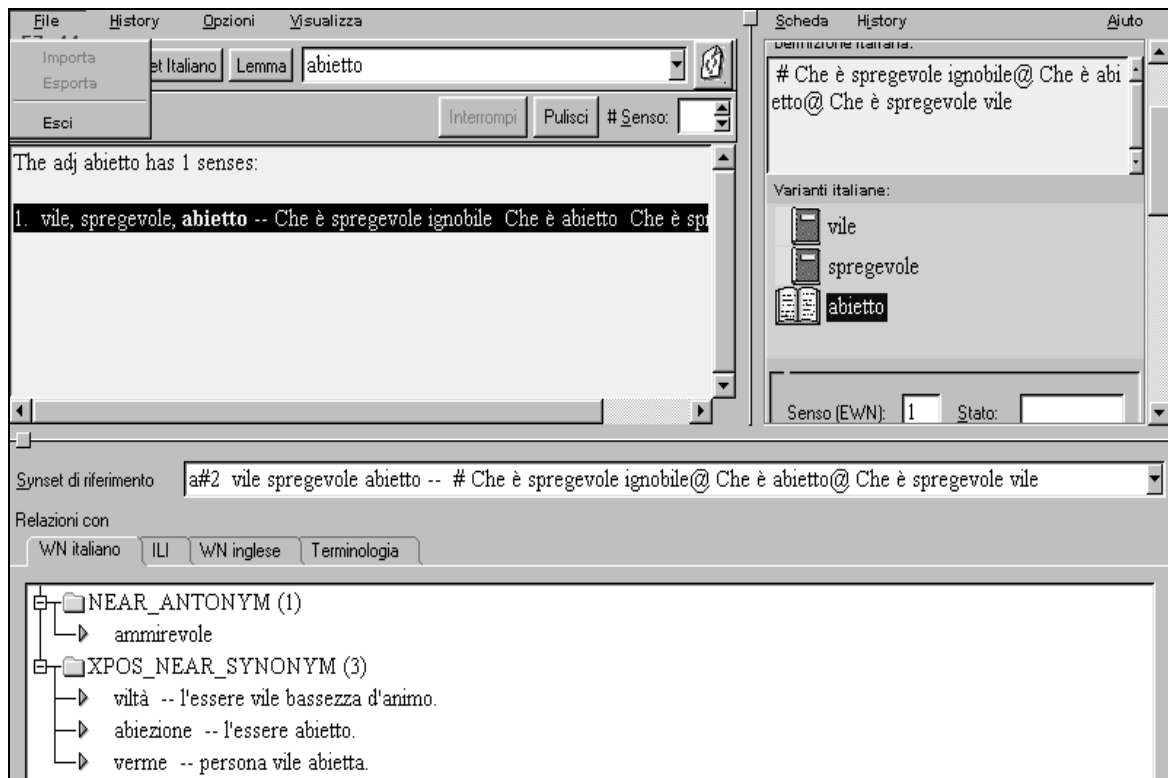 File History Opzioni Visualizza
Importa
Esporta
Esci
et Italiano Lemma abietto
Interrompi Pulisci # Senso:
The adj abietto has 1 senses:
1. vile, spregevole, abietto -- Che è spregevole ignobile Che è abietto Che è spr
Scheda History Aiuto
Definizione italiana:
# Che è spregevole ignobile@ Che è abi
etto@ Che è spregevole vile
Varianti italiane:
vile
spregevole
abietto
Senso (EWN): 1 Stato:
Synset di riferimento a#2 vile spregevole abietto -- # Che è spregevole ignobile@ Che è abietto@ Che è spregevole vile
Relazioni con
WN italiano ILI WN inglese Terminologia
NEAR_ANTONYM (1)
ammirevole
XPOS_NEAR_SYNONYM (3)
viltà -- l'essere vile bassezza d'animo.
abiezione -- l'essere abietto.
verme -- persona vile abietta.